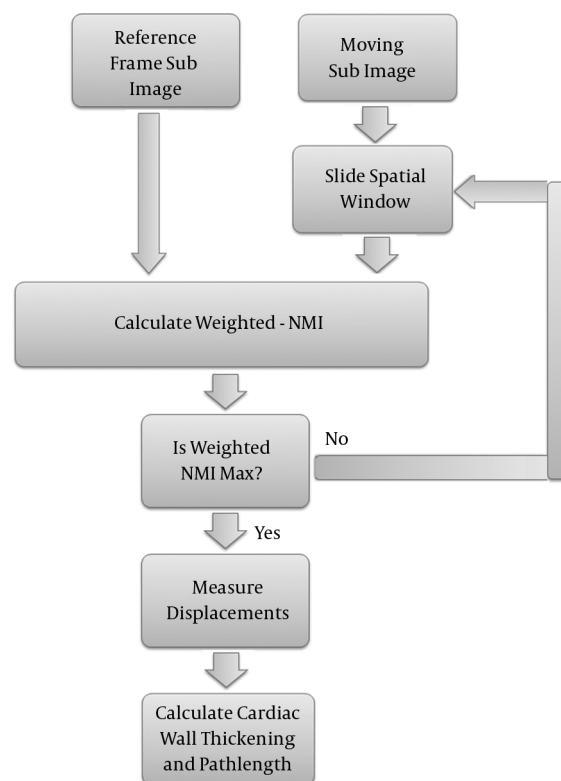 Reference
Frame Sub
Image
Moving
Sub Image
Slide Spatial
Window
Calculate Weighted - NMI
Is Weighted
NMI Max?
No
Yes
Measure
Displacements
Calculate Cardiac
Wall Thickening
and Pathlength